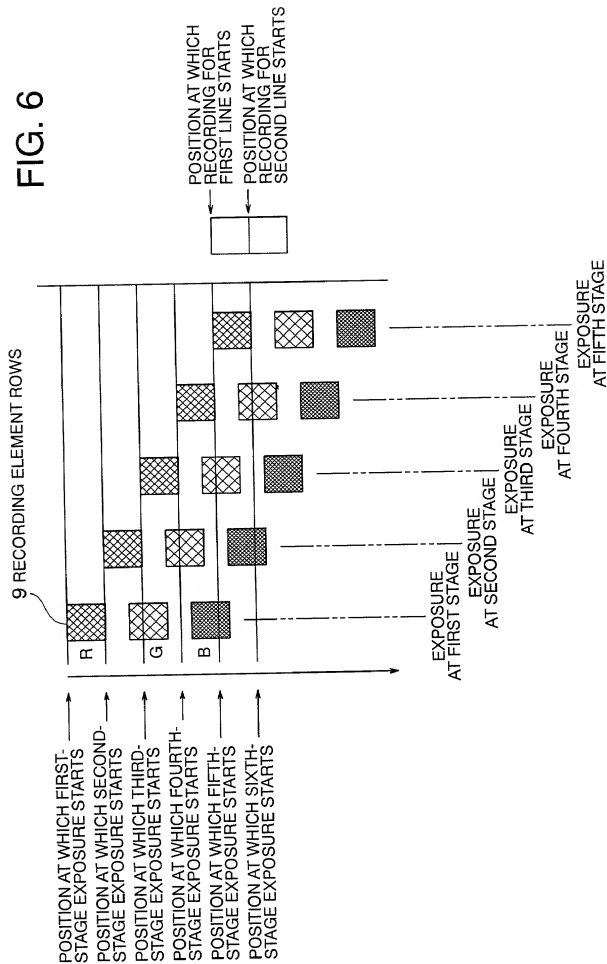 FIG. 6
9 RECORDING ELEMENT ROWS
POSITION AT WHICH FIRST-
STAGE EXPOSURE STARTS
POSITION AT WHICH SECOND-
STAGE EXPOSURE STARTS
POSITION AT WHICH THIRD-
STAGE EXPOSURE STARTS
POSITION AT WHICH FOURTH-
STAGE EXPOSURE STARTS
POSITION AT WHICH FIFTH-
STAGE EXPOSURE STARTS
POSITION AT WHICH SIXTH-
STAGE EXPOSURE STARTS
R
G
B
POSITION AT WHICH
RECORDING FOR
FIRST LINE STARTS
POSITION AT WHICH
RECORDING FOR
SECOND LINE STARTS
EXPOSURE
AT FIRST STAGE
EXPOSURE
AT SECOND STAGE
EXPOSURE
AT THIRD STAGE
EXPOSURE
AT FOURTH STAGE
EXPOSURE
AT FIFTH STAGE